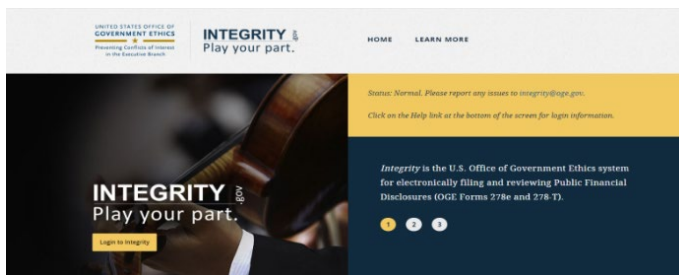 UNITED STATES OFFICE OF
GOVERNMENT ETHICS
Preventing Conflicts of Interest
in the Executive Branch
INTEGRITY
Play your part.
HOME
LEARN MORE
Status: Normal. Please report any issues to integrity@oge.gov.
Click on the Help link at the bottom of the screen for login information.
INTEGRITY.gov
Play your part.
Login to Integrity
Integrity is the U.S. Office of Government Ethics system
for electronically filing and reviewing Public Financial
Disclosures (OGE Forms 278e and 278-T).
1 2 3